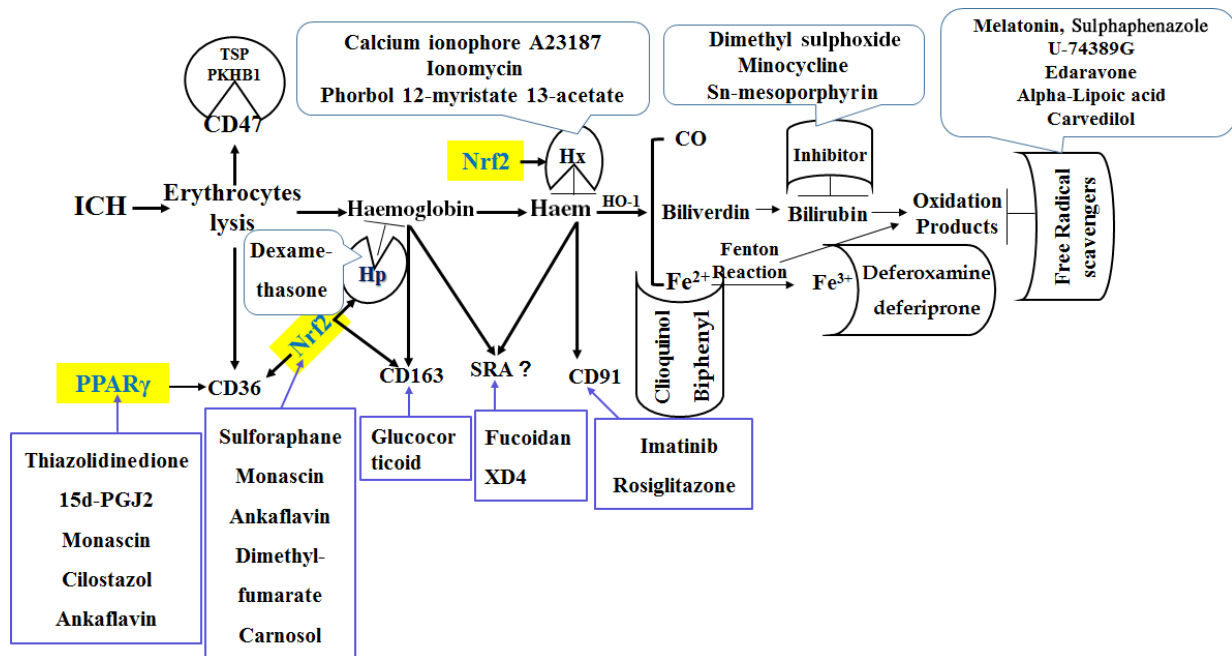 TSP
PKHB1
CD47
Calcium ionophore A23187
Ionomycin
Phorbol 12-myristate 13-acetate
Dimethyl sulphoxide
Minocycline
Sn-mesoporphyrin
Melatonin, Sulphaphenazole
U-74389G
Edaravone
Alpha-Lipoic acid
Carvedilol
Nrf2
Hx
CO
Inhibitor
ICH
Erythrocytes
lysis
Haemoglobin
Haem
HO-1
Biliverdin
Bilirubin
Oxidation
Products
Free Radical
scavengers
Dexame-
thasone
Hp
Fenton
Reaction
Fe2+
Fe3+
Deferoxamine
deferiprone
Clioquinol
Biphenyl
Nrf2
PPARγ
CD36
CD163
SRA ?
CD91
Thiazolidinedione
15d-PGJ2
Monascin
Cilostazol
Ankaflavin
Sulforaphane
Monascin
Ankaflavin
Dimethyl-
fumarate
Carnosol
Glucocor
ticoid
Fucoidan
XD4
Imatinib
Rosiglitazone